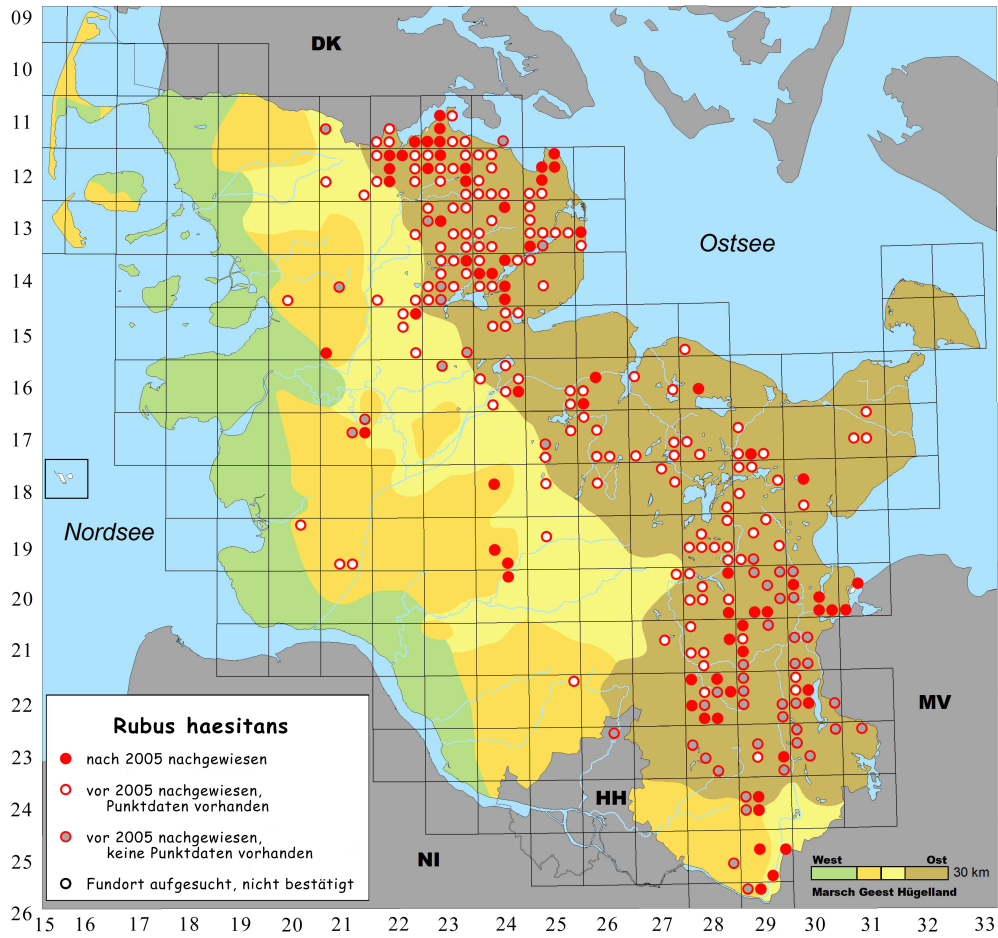 09
10
11
12
13
14
15
16
17
18
19
20
21
22
23
24
25
26
DK
Ostsee
Nordsee
MV
HH
NI
Rubus haesitans
nach 2005 nachgewiesen
vor 2005 nachgewiesen,
Punktdaten vorhanden
vor 2005 nachgewiesen,
keine Punktdaten vorhanden
Fundort aufgesucht, nicht bestätigt
West Ost
30 km
Marsch Geest Hügelland
15 16 17 18 19 20 21 22 23 24 25 26 27 28 29 30 31 32 33